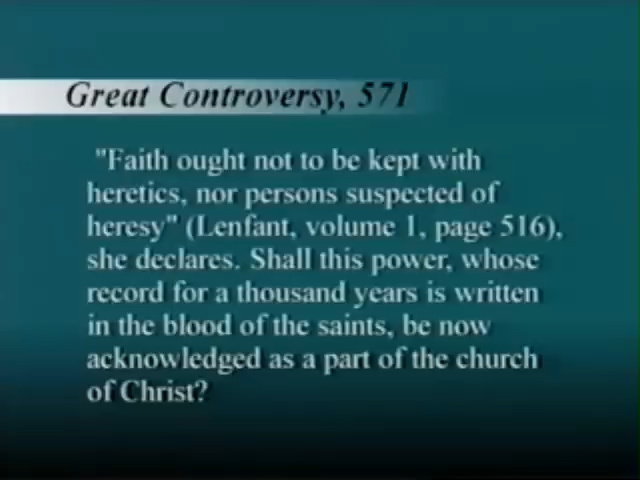 Great Controversy, 571
"Faith ought not to be kept with
heretics, nor persons suspected of
heresy" (Lenfant, volume 1, page 516),
she declares. Shall this power, whose
record for a thousand years is written
in the blood of the saints, be now
acknowledged as a part of the church
of Christ?